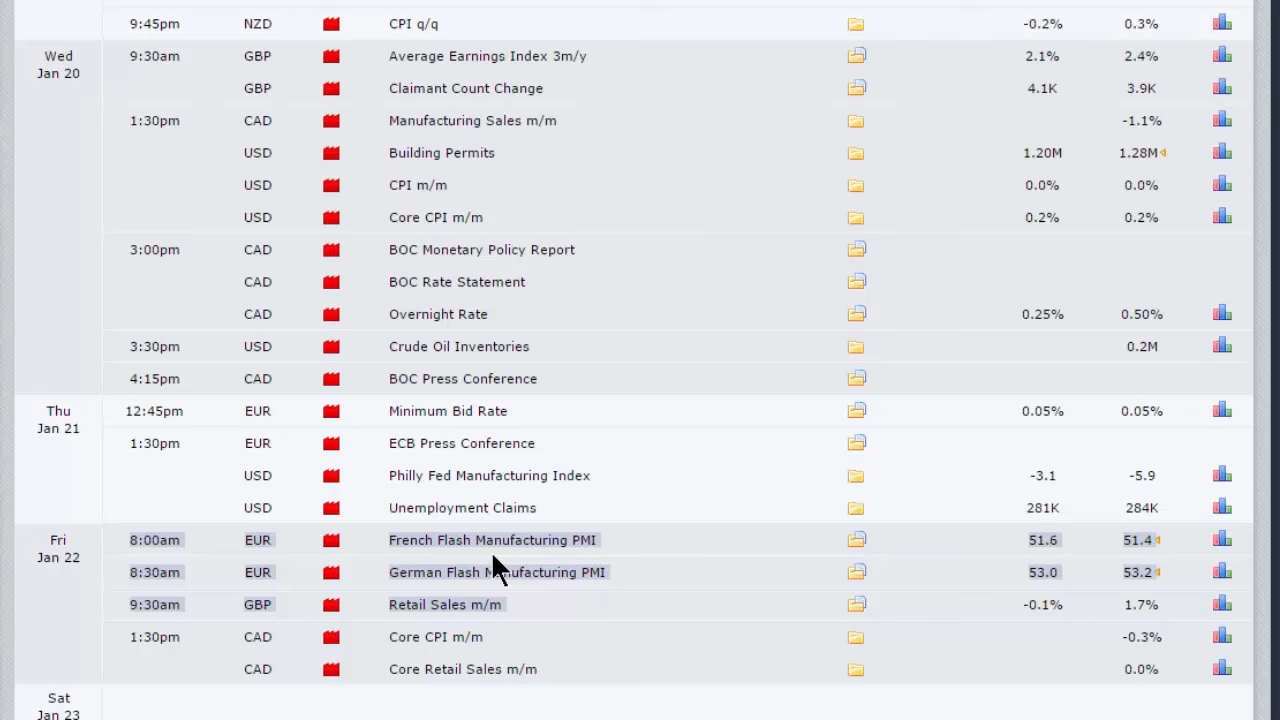 9:45pm NZD CPI q/q -0.2% 0.3%
Wed Jan 20 9:30am GBP Average Earnings Index 3m/y 2.1% 2.4%
GBP Claimant Count Change 4.1K 3.9K
1:30pm CAD Manufacturing Sales m/m -1.1%
USD Building Permits 1.20M 1.28M
USD CPI m/m 0.0% 0.0%
USD Core CPI m/m 0.2% 0.2%
3:00pm CAD BOC Monetary Policy Report
CAD BOC Rate Statement
CAD Overnight Rate 0.25% 0.50%
3:30pm USD Crude Oil Inventories 0.2M
4:15pm CAD BOC Press Conference
Thu Jan 21 12:45pm EUR Minimum Bid Rate 0.05% 0.05%
1:30pm EUR ECB Press Conference
USD Philly Fed Manufacturing Index -3.1 -5.9
USD Unemployment Claims 281K 284K
Fri Jan 22 8:00am EUR French Flash Manufacturing PMI 51.6 51.4
8:30am EUR German Flash Manufacturing PMI 53.0 53.2
9:30am GBP Retail Sales m/m -0.1% 1.7%
1:30pm CAD Core CPI m/m -0.3%
CAD Core Retail Sales m/m 0.0%
Sat Jan 23